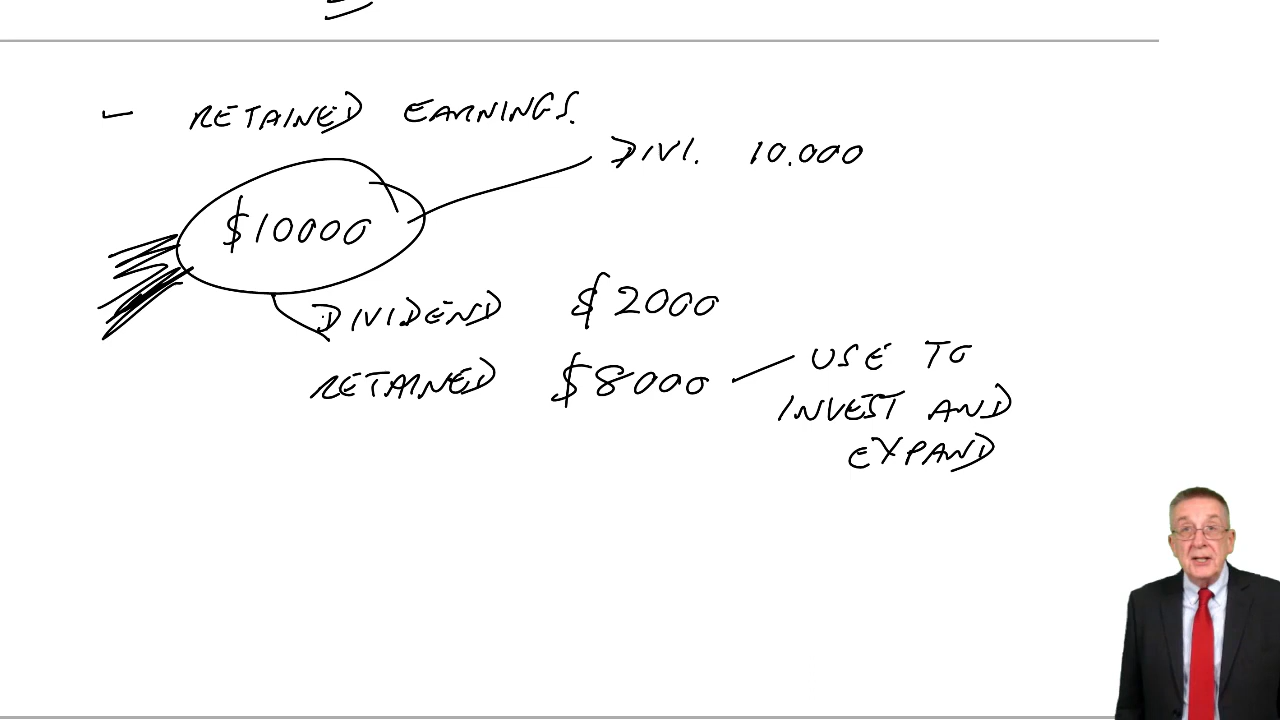 - RETAINED EARNINGS.
DIVI. 10.000
$10000
DIVIDEND $2000
RETAINED $8000
USE TO
INVEST AND
EXPAND